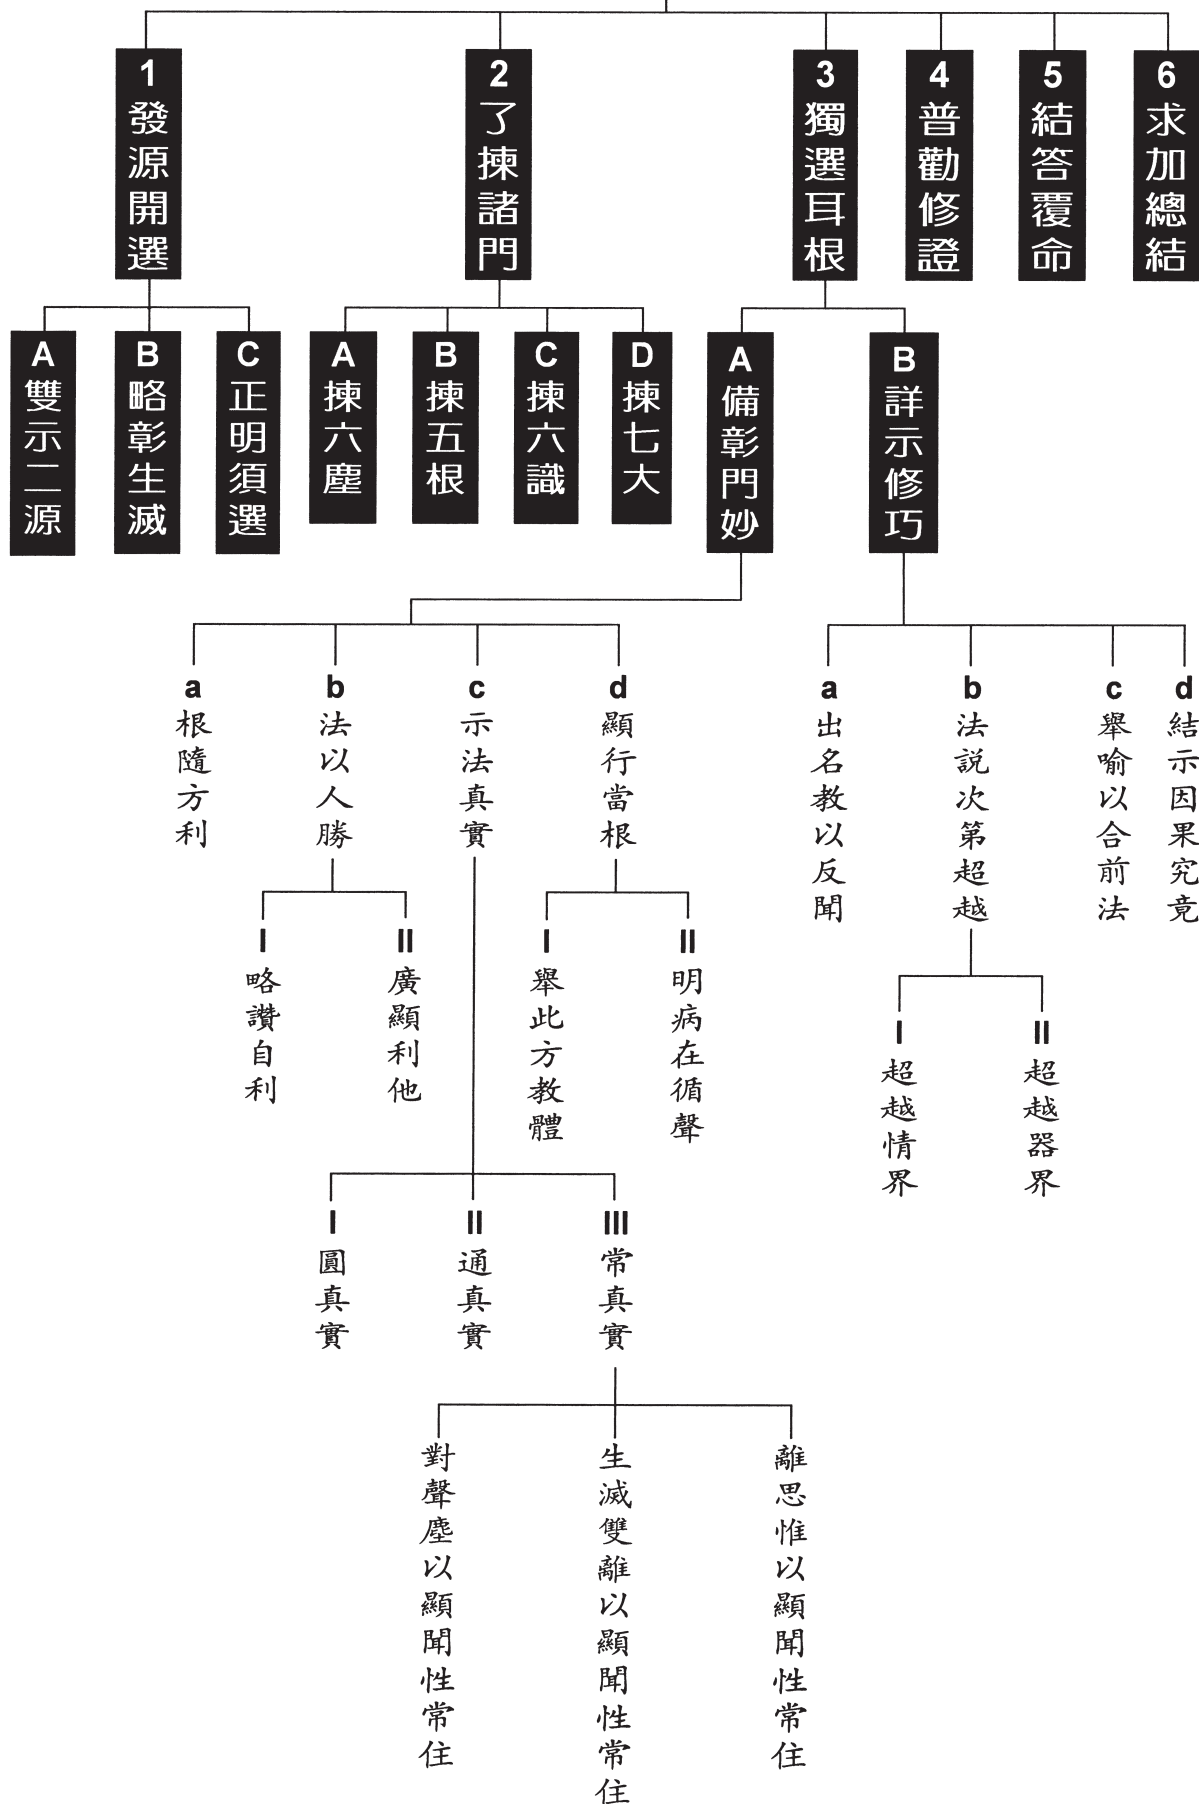 1 發源開選
2 了揀諸門
3 獨選耳根
4 普勸修證
5 結答覆命
6 求加總結
A 雙示二源
B 略彰生滅
C 正明須選
A 揀六塵
B 揀五根
C 揀六識
D 揀七大
A 備彰門妙
B 詳示修巧
a 根隨方利
b 法以人勝
c 示法真實
d 顯行當根
a 出名教以反聞
b 法説次第超越
c 舉喻以合前法
d 結示因果究竟
I 略讚自利
II 廣顯利他
I 舉此方教體
II 明病在循聲
I 超越情界
II 超越器界
I 圓真實
II 通真實
III 常真實
對聲塵以顯聞性常住
生滅雙離以顯聞性常住
離思惟以顯聞性常住